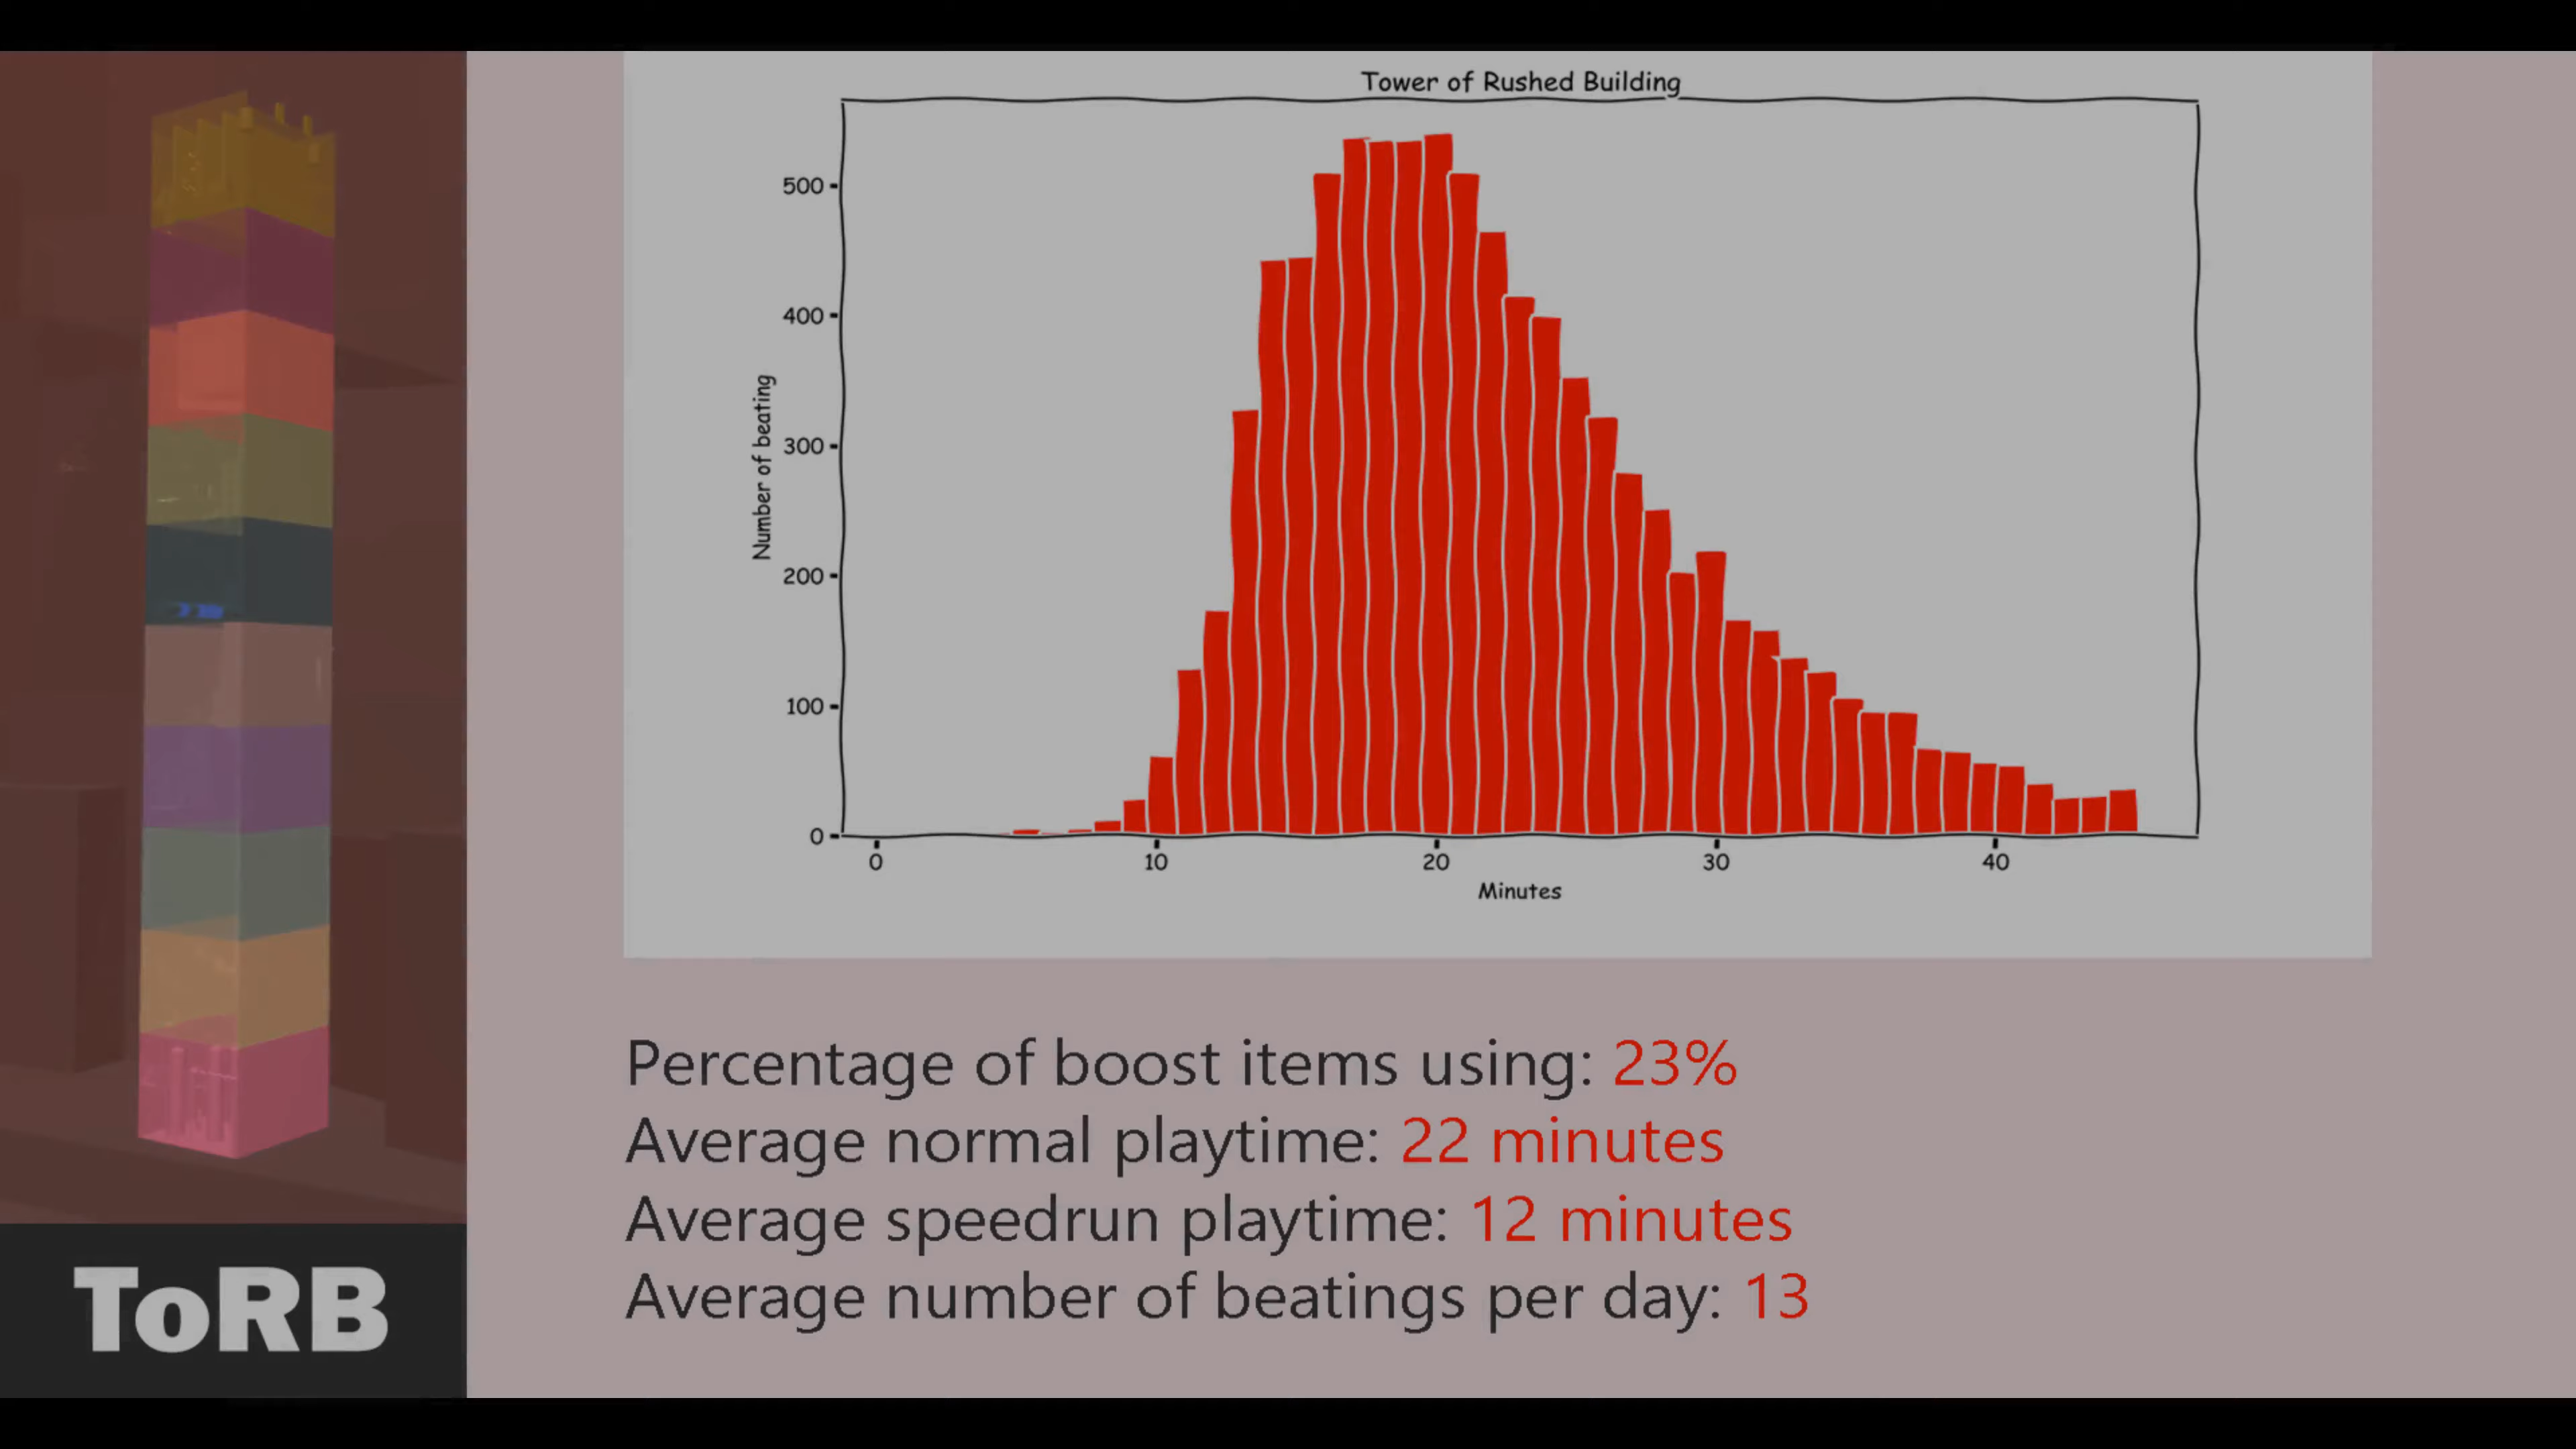 Tower of Rushed Building
Number of beating
500
400
300
200
100
0
0 10 20 30 40
Minutes
Percentage of boost items using: 23%
Average normal playtime: 22 minutes
Average speedrun playtime: 12 minutes
Average number of beatings per day: 13
ToRB